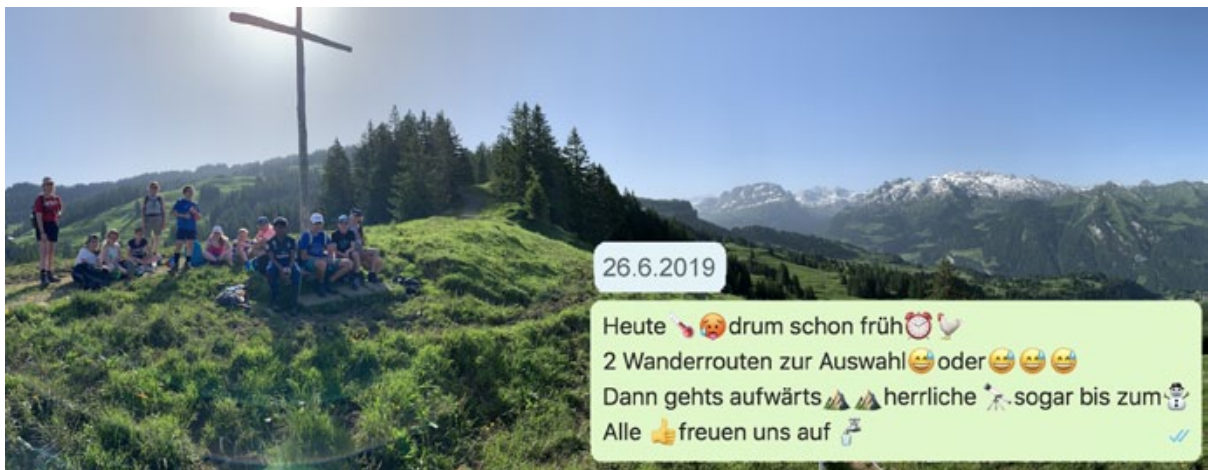 26.6.2019
Heute 🌡️🥵drum schon früh⏰🐓
2 Wanderrouten zur Auswahl😅oder😅😅😅
Dann gehts aufwärts⛰️⛰️herrliche 🔭sogar bis zum☃️
Alle 👍freuen uns auf 🚰